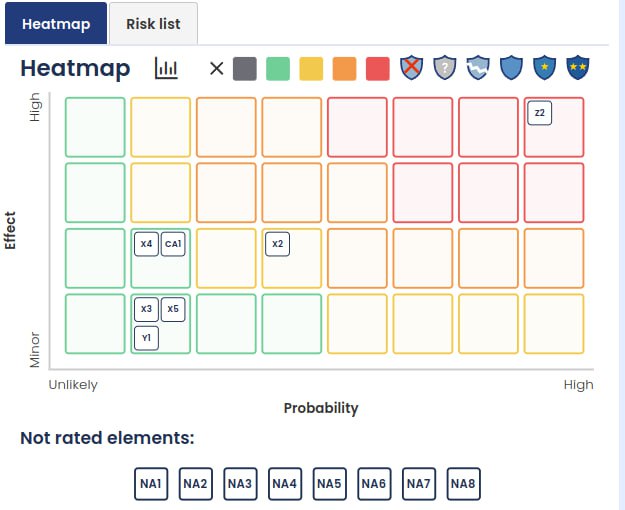 Heatmap Risk list
Heatmap
?
High
Z2
Effect
X4 CA1 X2
X3 X5
Y1
Minor
Unlikely High
Probability
Not rated elements:
NA1 NA2 NA3 NA4 NA5 NA6 NA7 NA8